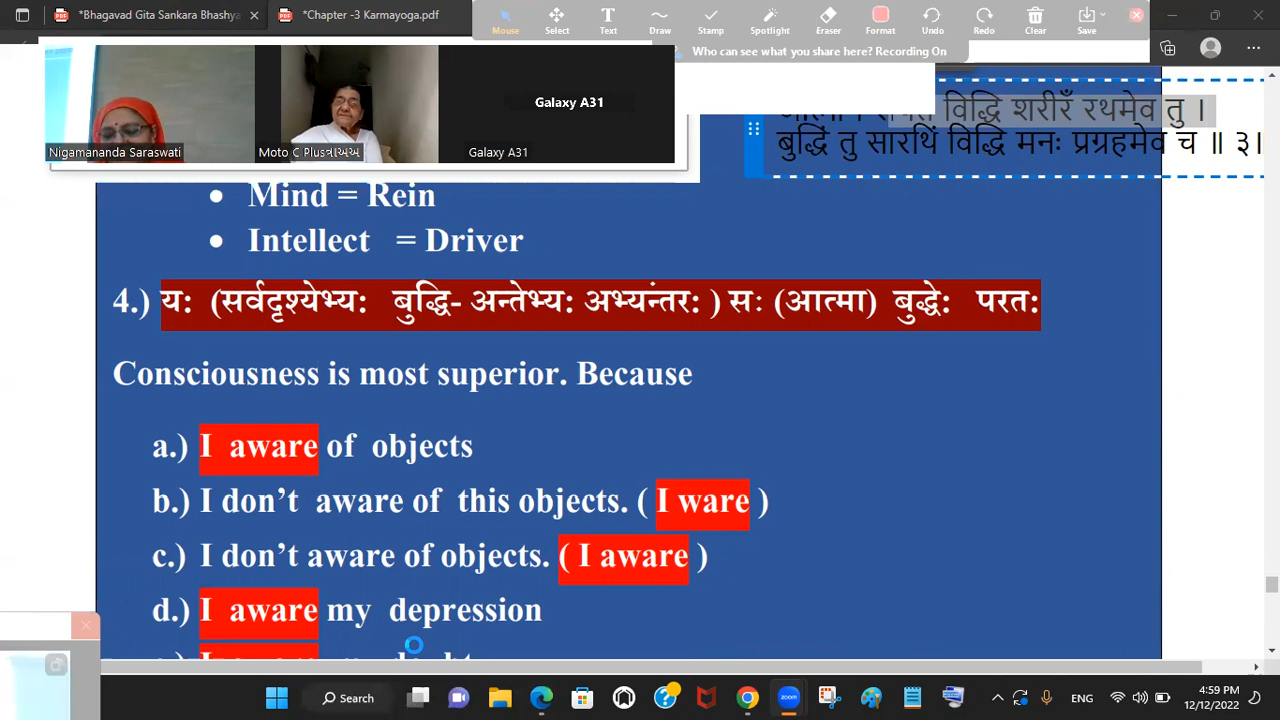 *Bhagavad Gita Sankara Bhashya
*Chapter -3 Karmayoga.pdf
Mouse Select Text Draw Stamp Spotlight Eraser Format Undo Redo Clear Save
Who can see what you share here? Recording On
Nigamananda Saraswati
Moto C Plus
Galaxy A31
Galaxy A31
विद्धि शरीरँ रथमेव तु ।
बुद्धिं तु सारथिं विद्धि मनः प्रग्रहमेव च ॥ ३
• Mind = Rein
• Intellect = Driver
4.) यः (सर्वदृश्येभ्यः बुद्धि- अन्तेभ्यः अभ्यंतरः ) सः (आत्मा) बुद्धेः परतः
Consciousness is most superior. Because
a.) I aware of objects
b.) I don’t aware of this objects. ( I ware )
c.) I don’t aware of objects. ( I aware )
d.) I aware my depression
Search
ENG
4:59 PM
12/12/2022